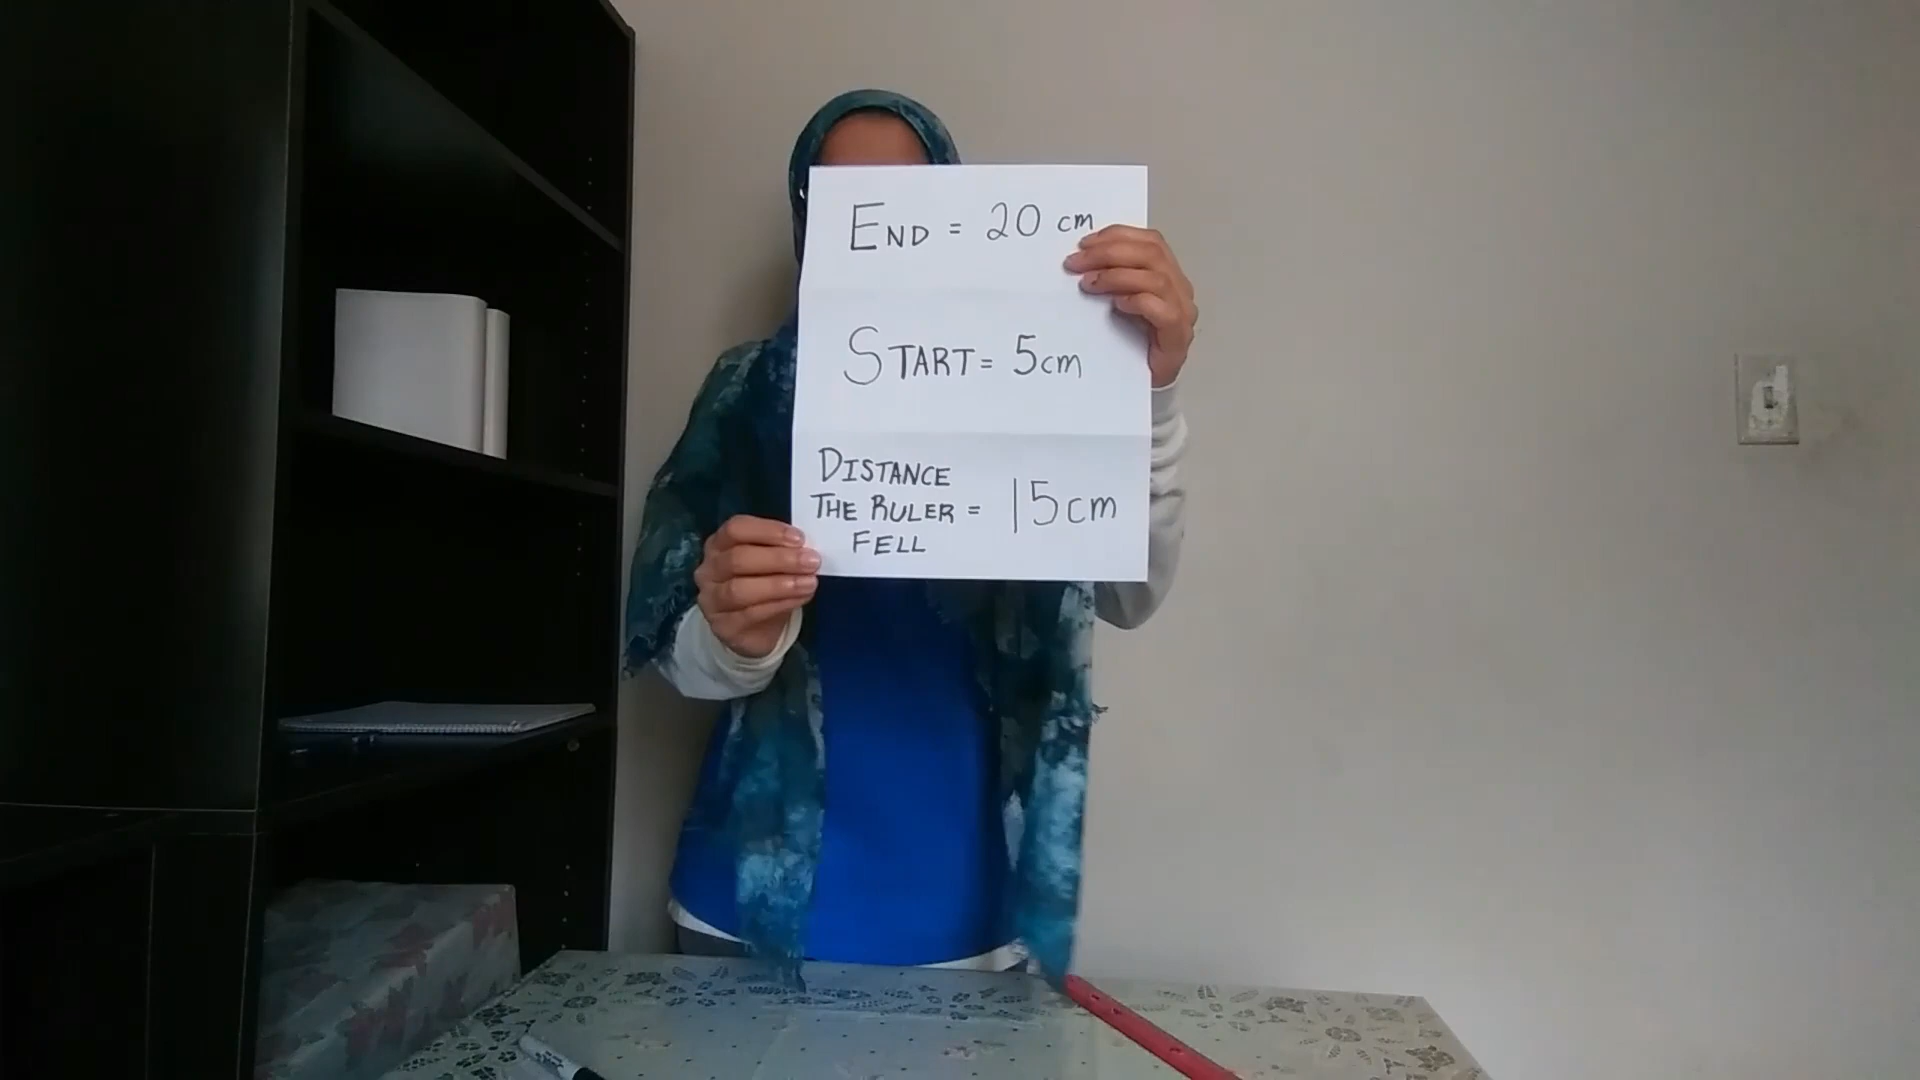 END = 20 cm
START = 5cm
DISTANCE
THE RULER = 15cm
FELL